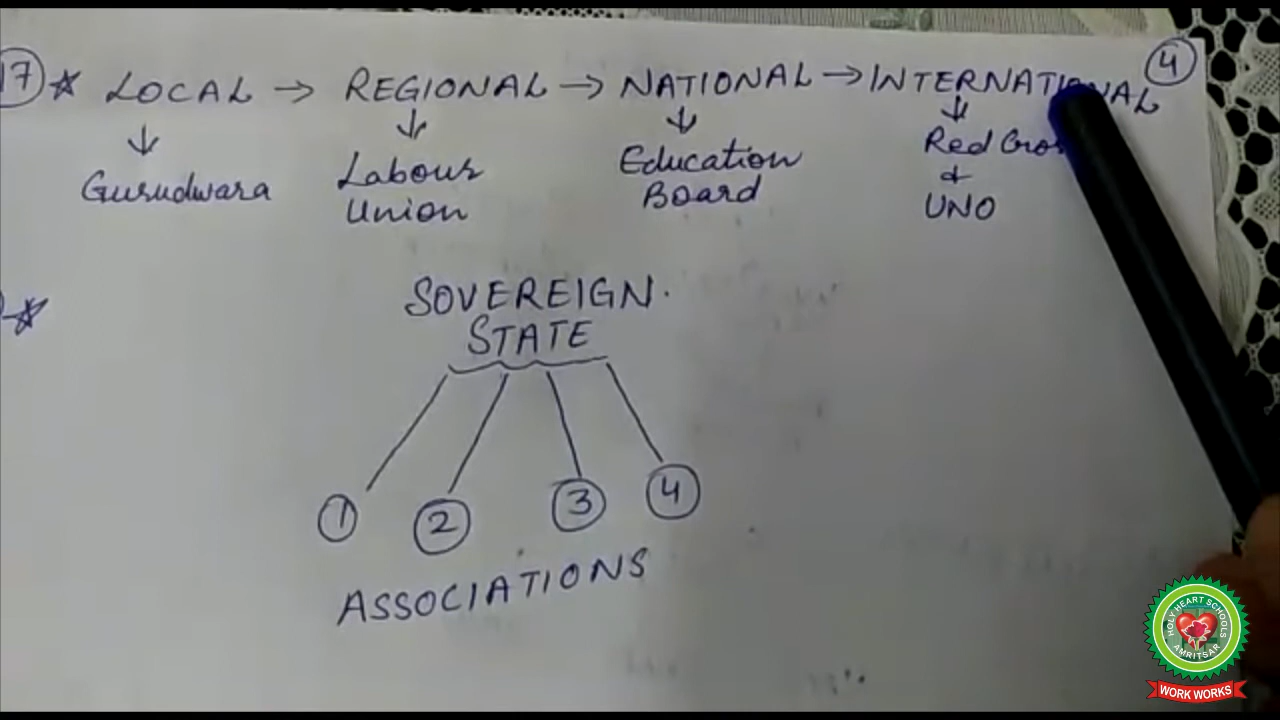 17 ☆ LOCAL → REGIONAL → NATIONAL → INTERNATIONAL 4
↓ ↓ ↓ ↓
Gurudwara
Labour
Union
Education
Board
Red Cros
&
UNO
☆
SOVEREIGN.
STATE
1 2 3 4
ASSOCIATIONS
HOLY HEART SCHOOLS
AMRITSAR
WORK WORKS